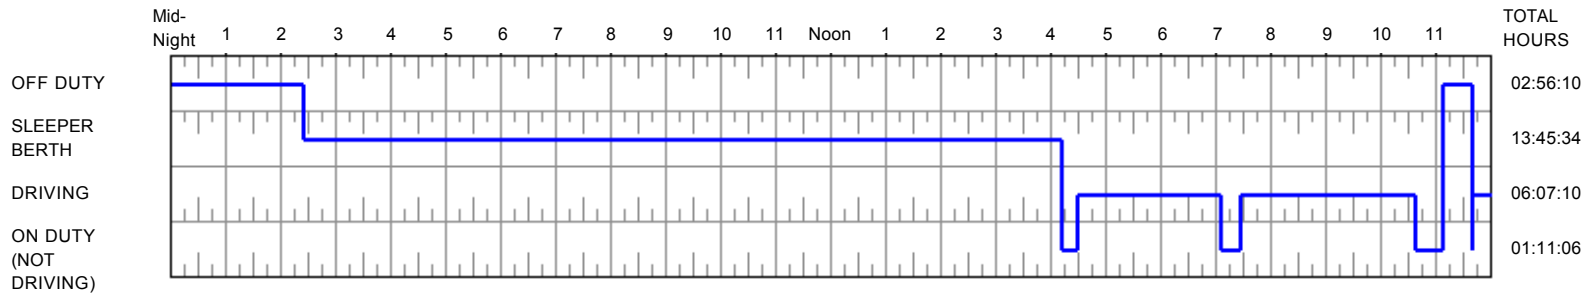 Mid-
Night 1 2 3 4 5 6 7 8 9 10 11 Noon 1 2 3 4 5 6 7 8 9 10 11 TOTAL
HOURS
OFF DUTY 02:56:10
SLEEPER
BERTH 13:45:34
DRIVING 06:07:10
ON DUTY
(NOT
DRIVING) 01:11:06